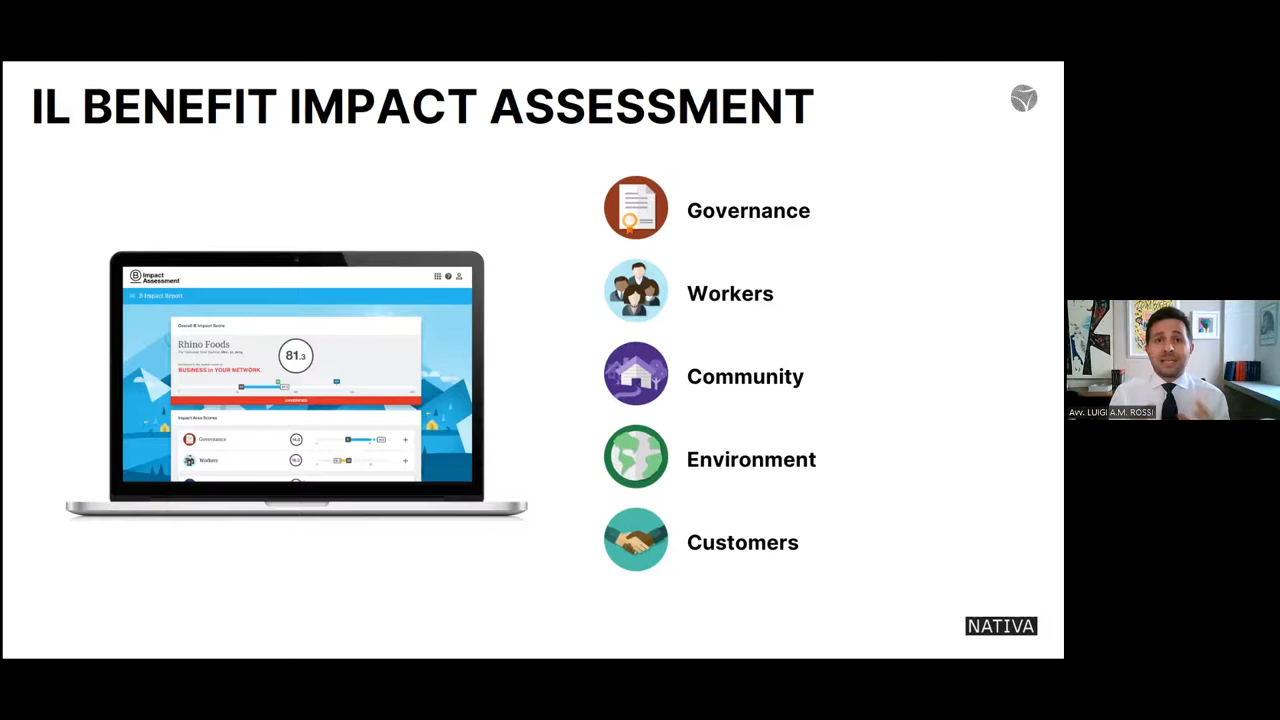 IL BENEFIT IMPACT ASSESSMENT
Governance
Workers
Community
Environment
Customers
B Impact
Assessment
B Impact Report
Overall B Impact Score
Rhino Foods
81.3
BUSINESS in YOUR NETWORK
UNVERIFIED
Impact Area Scores
Governance
Workers
NATIVA
Avv. LUIGI A.M. ROSSI